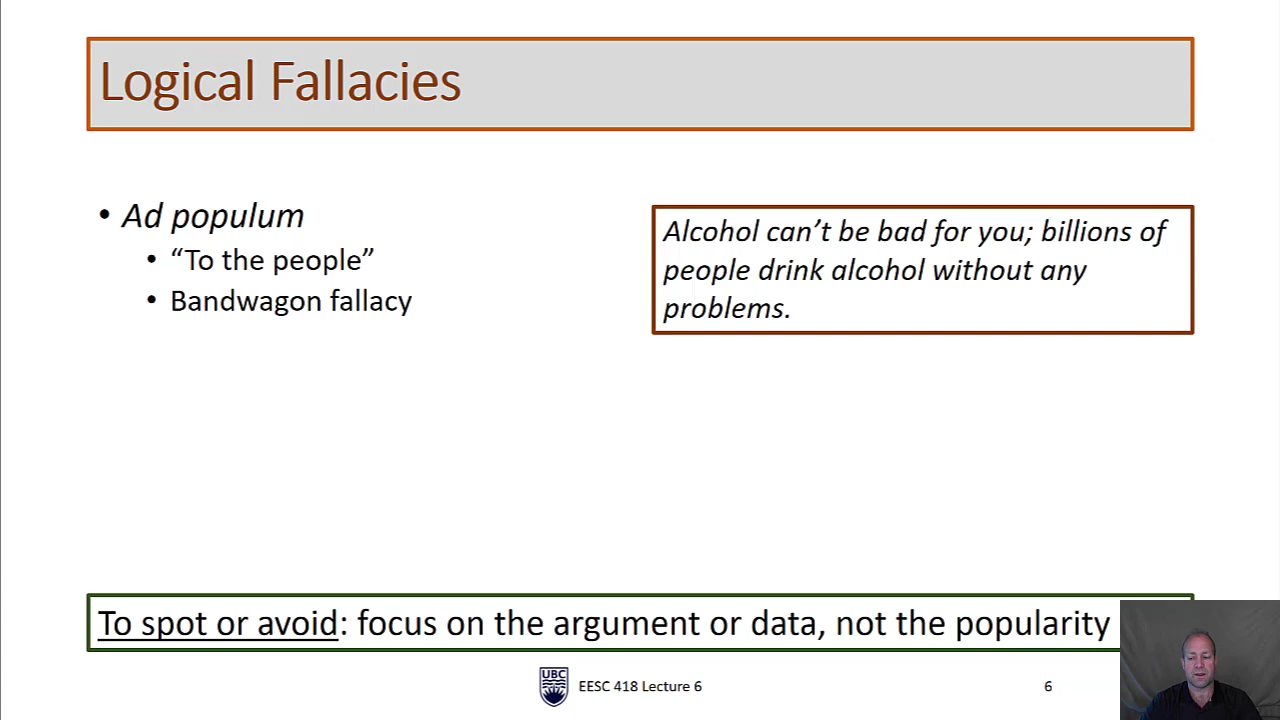 Logical Fallacies
• Ad populum
• “To the people”
• Bandwagon fallacy
Alcohol can’t be bad for you; billions of
people drink alcohol without any
problems.
To spot or avoid: focus on the argument or data, not the popularity
UBC
EESC 418 Lecture 6
6